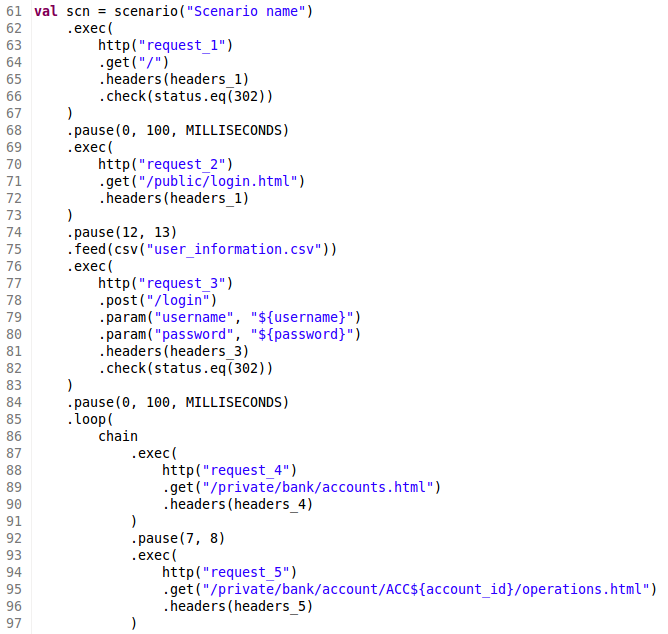 61 val scn = scenario("Scenario name")
62     .exec(
63         http("request_1")
64         .get("/")
65         .headers(headers_1)
66         .check(status.eq(302))
67     )
68     .pause(0, 100, MILLISECONDS)
69     .exec(
70         http("request_2")
71         .get("/public/login.html")
72         .headers(headers_1)
73     )
74     .pause(12, 13)
75     .feed(csv("user_information.csv"))
76     .exec(
77         http("request_3")
78         .post("/login")
79         .param("username", "${username}")
80         .param("password", "${password}")
81         .headers(headers_3)
82         .check(status.eq(302))
83     )
84     .pause(0, 100, MILLISECONDS)
85     .loop(
86         chain
87             .exec(
88                 http("request_4")
89                 .get("/private/bank/accounts.html")
90                 .headers(headers_4)
91             )
92             .pause(7, 8)
93             .exec(
94                 http("request_5")
95                 .get("/private/bank/account/ACC${account_id}/operations.html")
96                 .headers(headers_5)
97             )